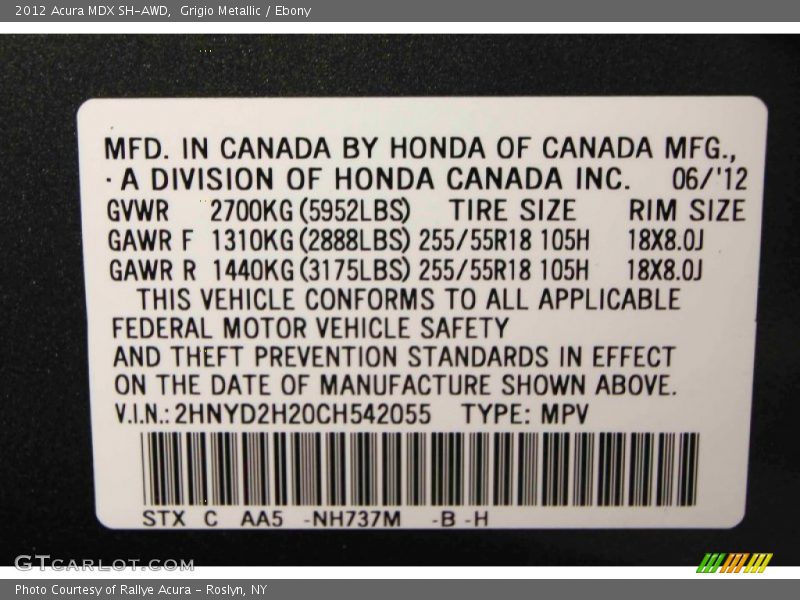 2012 Acura MDX SH-AWD,  Grigio Metallic / Ebony
MFD. IN CANADA BY HONDA OF CANADA MFG.,
· A DIVISION OF HONDA CANADA INC. 06/'12
GVWR 2700KG (5952LBS) TIRE SIZE RIM SIZE
GAWR F 1310KG (2888LBS) 255/55R18 105H 18X8.0J
GAWR R 1440KG (3175LBS) 255/55R18 105H 18X8.0J
THIS VEHICLE CONFORMS TO ALL APPLICABLE
FEDERAL MOTOR VEHICLE SAFETY
AND THEFT PREVENTION STANDARDS IN EFFECT
ON THE DATE OF MANUFACTURE SHOWN ABOVE.
V.I.N.: 2HNYD2H20CH542055 TYPE: MPV
STX C AA5 -NH737M -B -H
GTCARLOT.COM
Photo Courtesy of Rallye Acura - Roslyn, NY